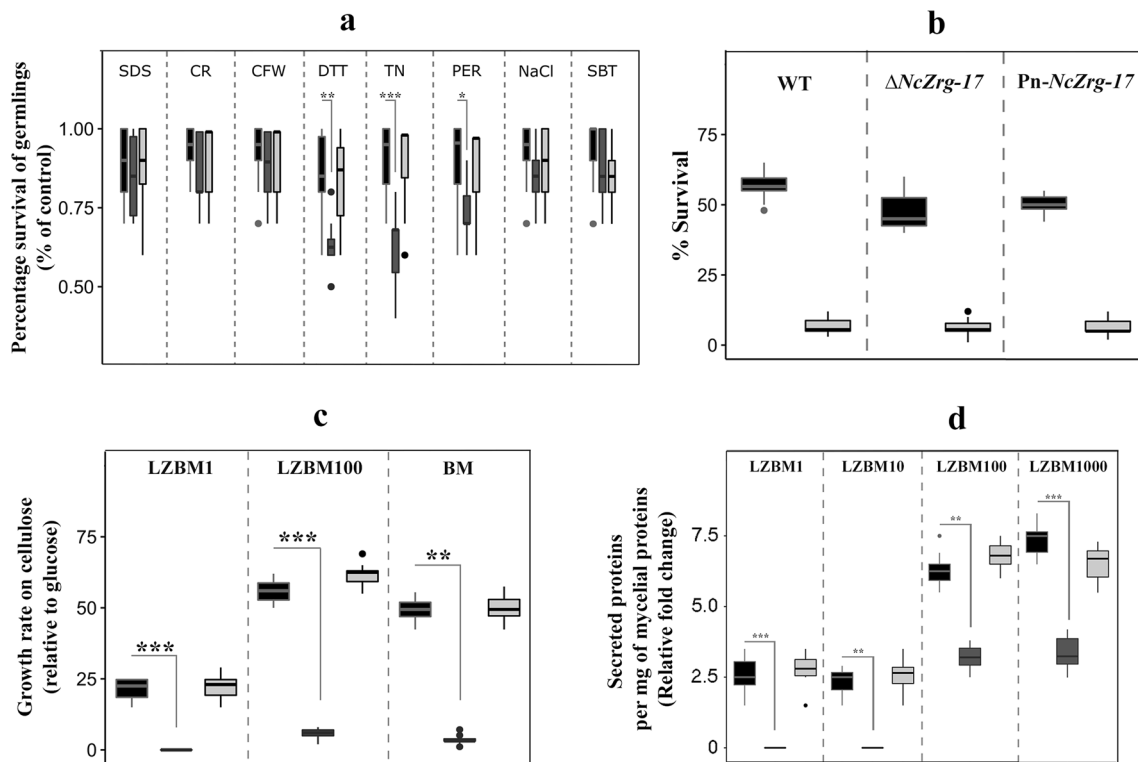 a
SDS CR CFW DTT TN PER NaCl SBT
** *** *
1.00
0.75
0.50
Percentage survival of germlings
(% of control)
b
WT ΔNcZrg-17 Pn-NcZrg-17
75
50
25
0
% Survival
c
LZBM1 LZBM100 BM
*** *** **
75
50
25
0
Growth rate on cellulose
(relative to glucose)
d
LZBM1 LZBM10 LZBM100 LZBM1000
*** ** ** ***
7.5
5.0
2.5
0
Secreted proteins
per mg of mycelial proteins
(Relative fold change)